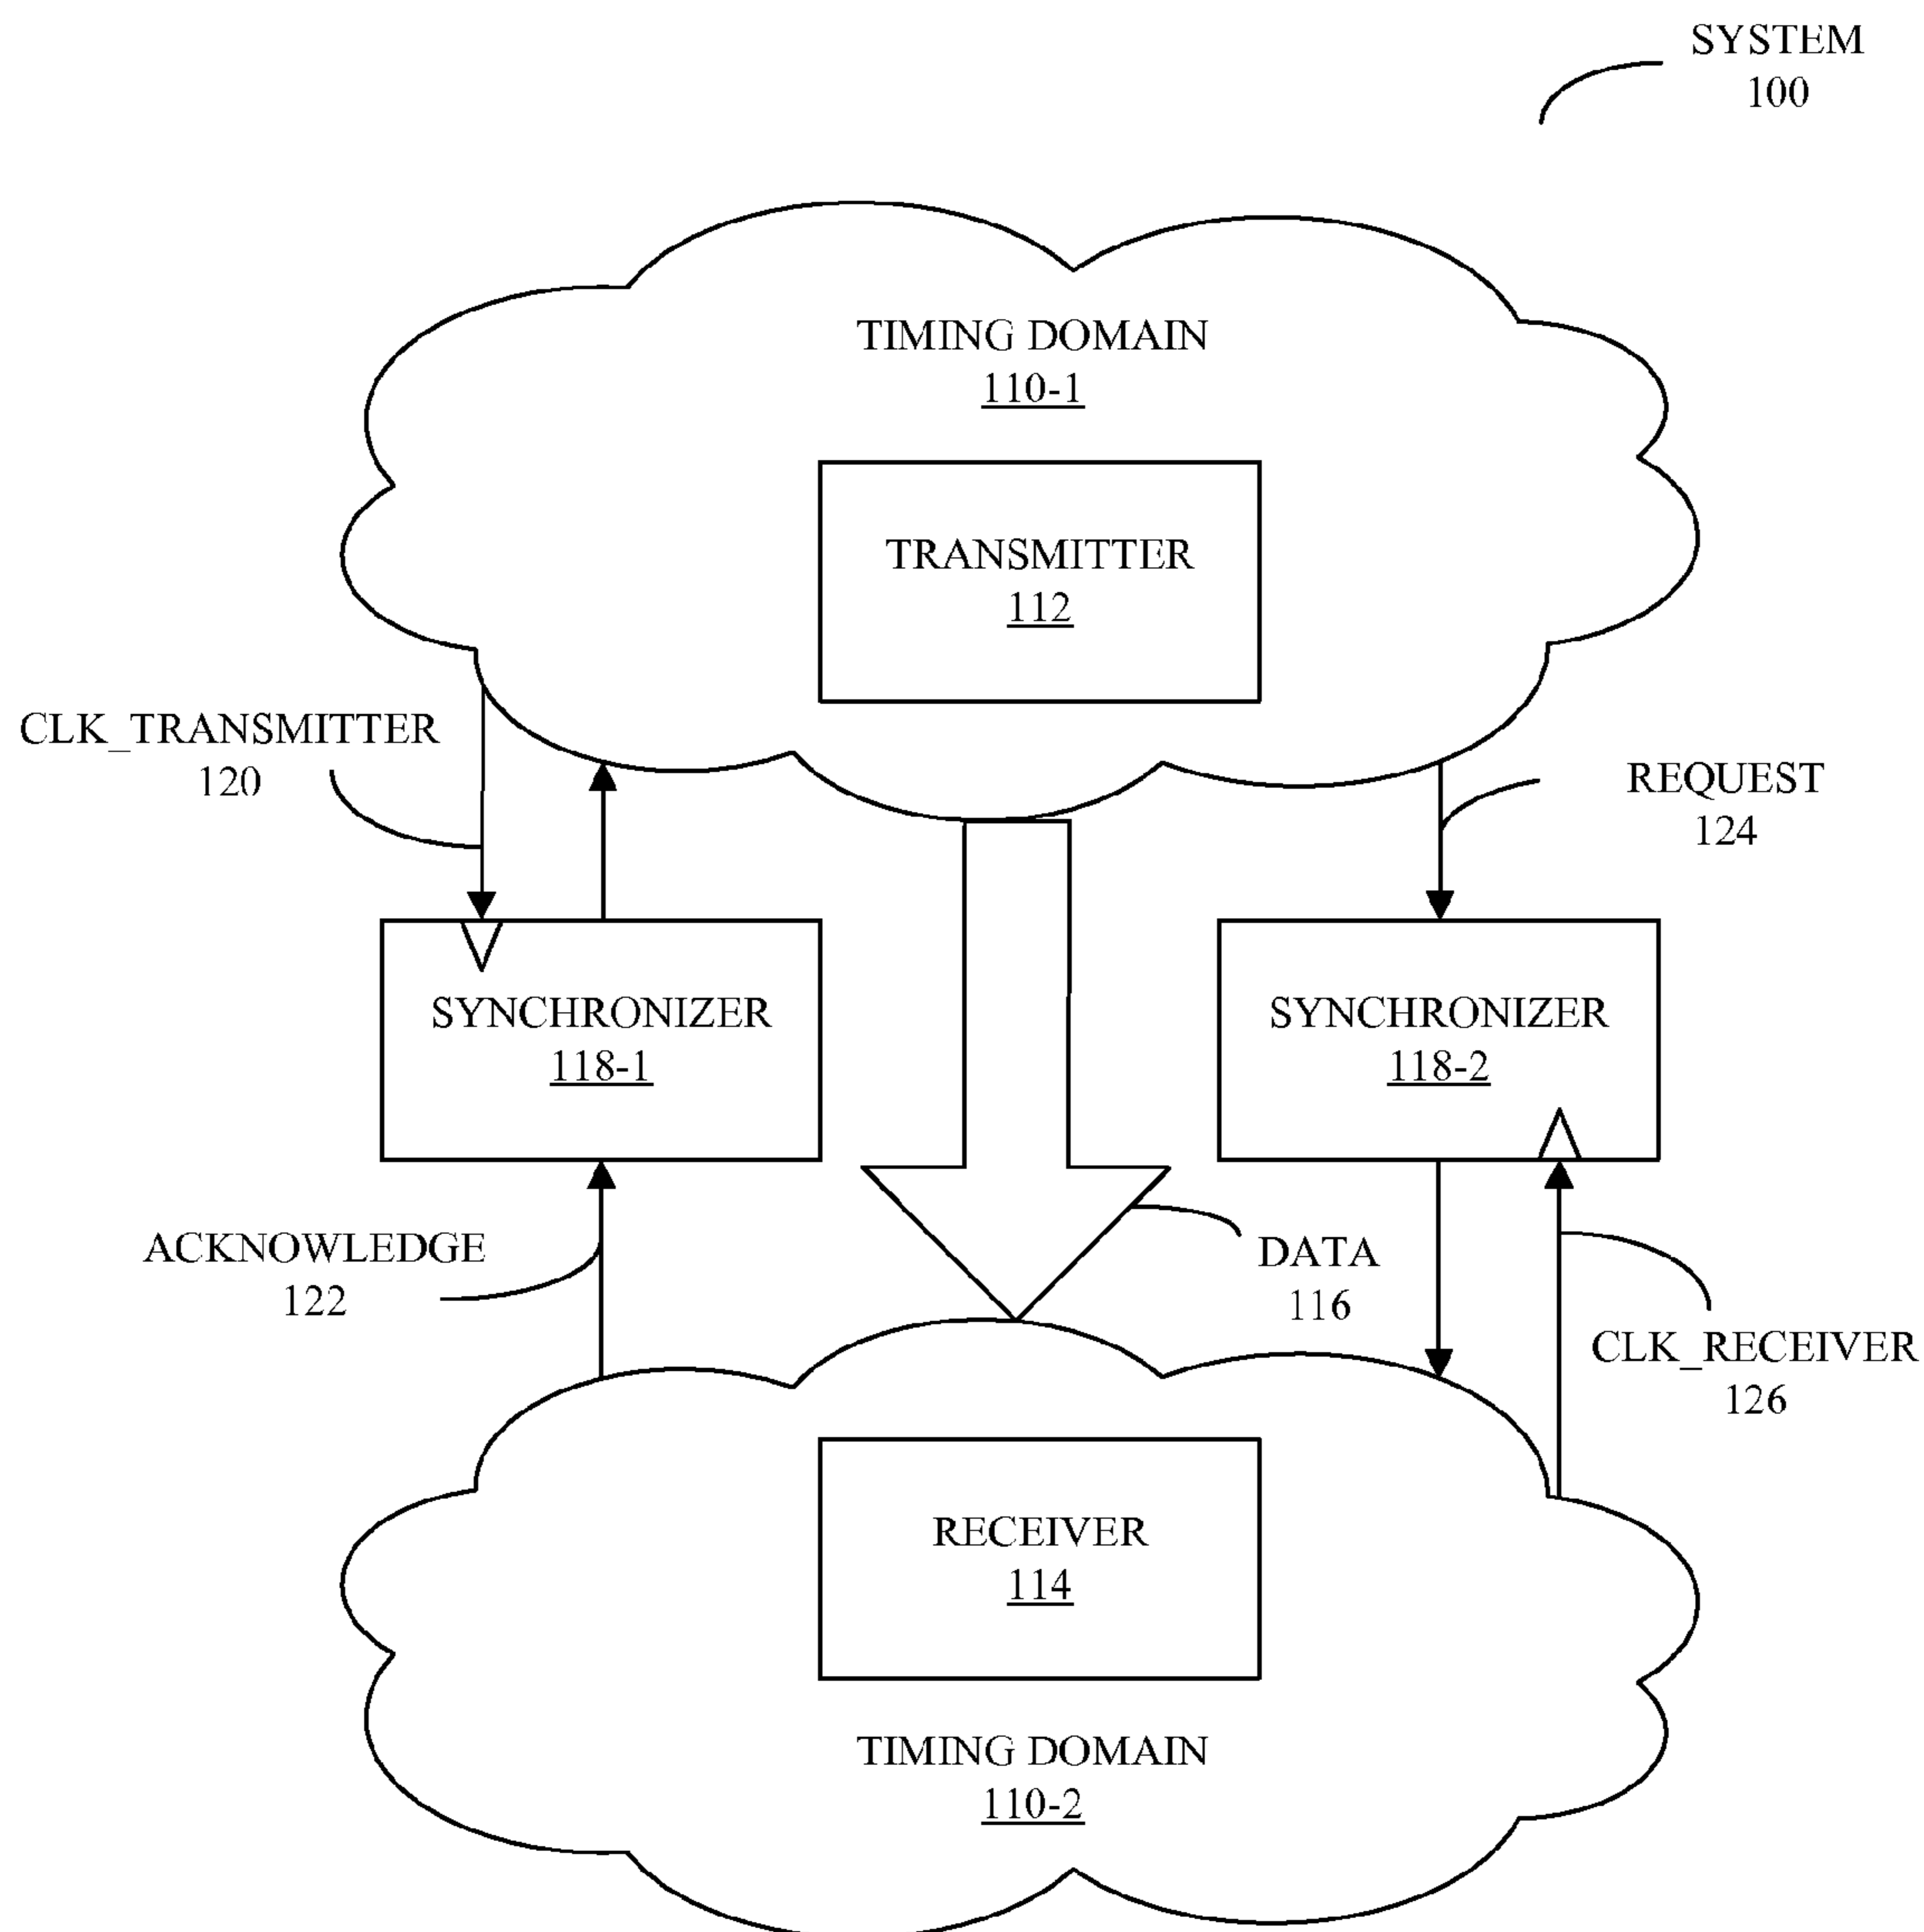 SYSTEM
100
TIMING DOMAIN
110-1
TRANSMITTER
112
CLK_TRANSMITTER
120
REQUEST
124
SYNCHRONIZER
118-1
SYNCHRONIZER
118-2
ACKNOWLEDGE
122
DATA
116
CLK_RECEIVER
126
RECEIVER
114
TIMING DOMAIN
110-2